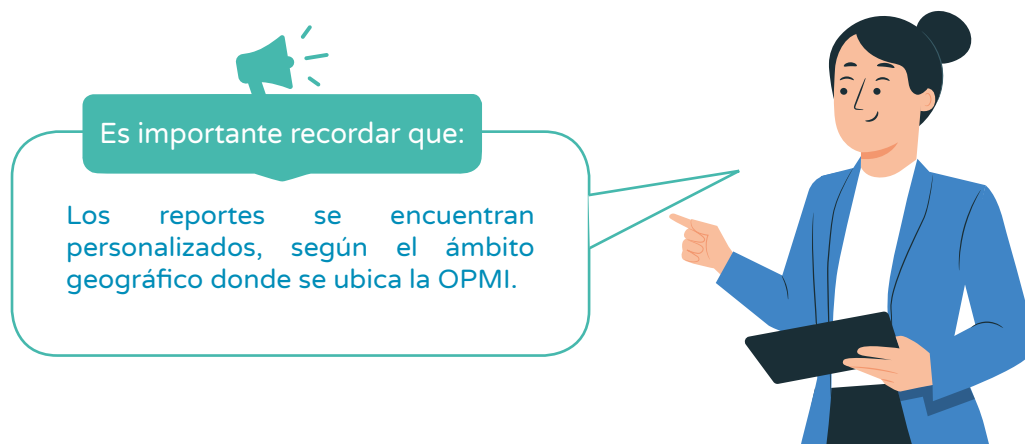 Es importante recordar que:
Los reportes se encuentran
personalizados, según el ámbito
geográfico donde se ubica la OPMI.